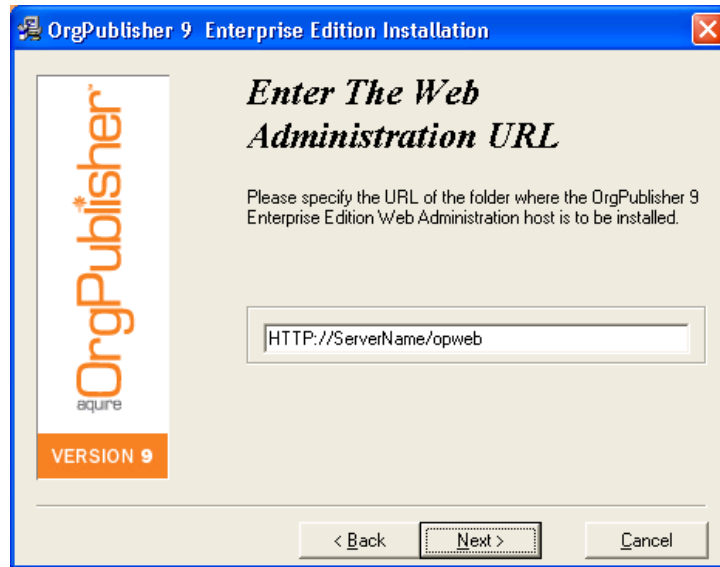 OrgPublisher 9 Enterprise Edition Installation
OrgPublisher™
aquire
VERSION 9
Enter The Web
Administration URL
Please specify the URL of the folder where the OrgPublisher 9
Enterprise Edition Web Administration host is to be installed.
HTTP://ServerName/opweb
< Back
Next >
Cancel